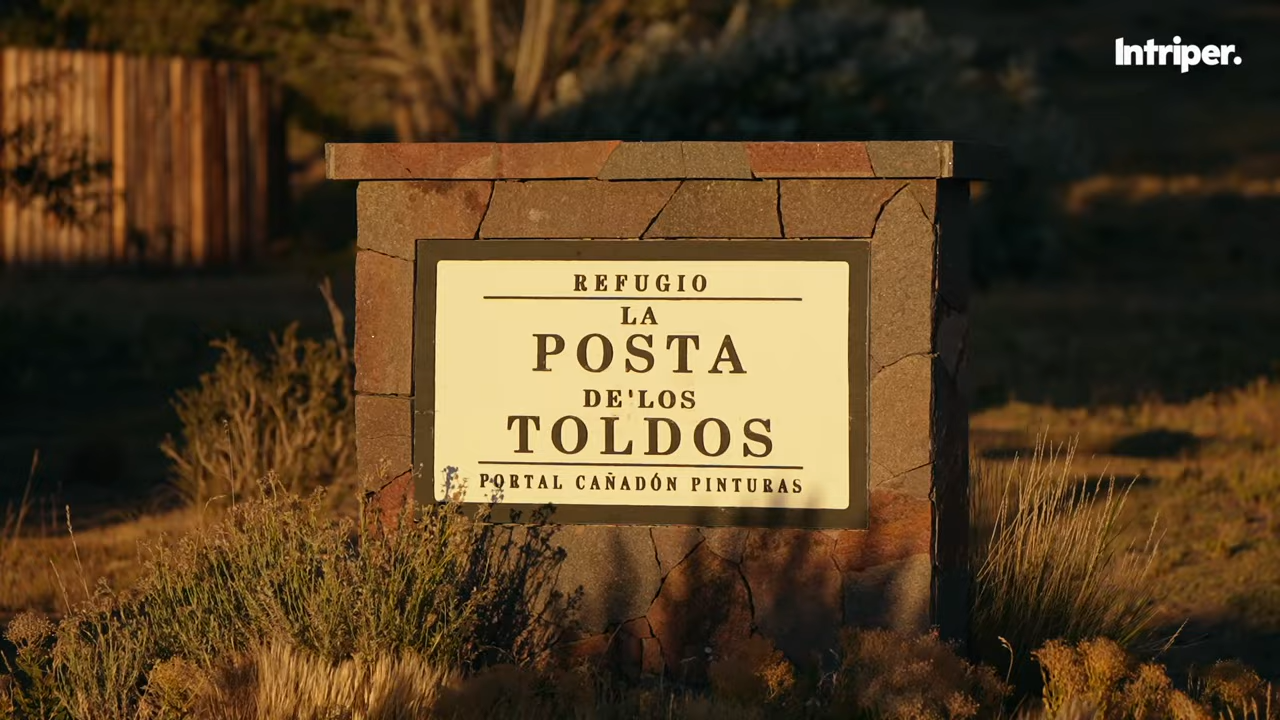 Intriper.
REFUGIO
LA
POSTA
DE'LOS
TOLDOS
PORTAL CAÑADÓN PINTURAS